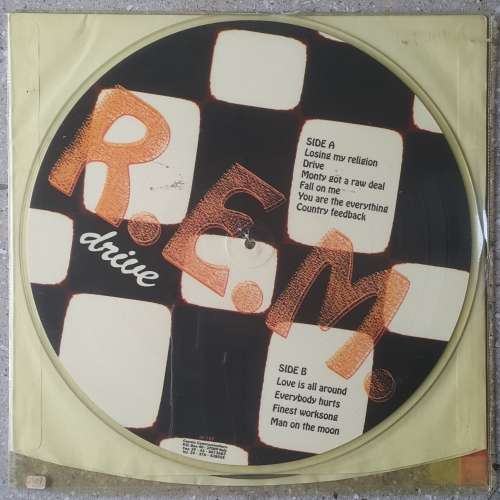 R.E.M.
drive
SIDE A
Losing my religion
Drive
Monty got a raw deal
Fall on me
You are the everything
Country feedback
SIDE B
Love is all around
Everybody hurts
Finest worksong
Man on the moon